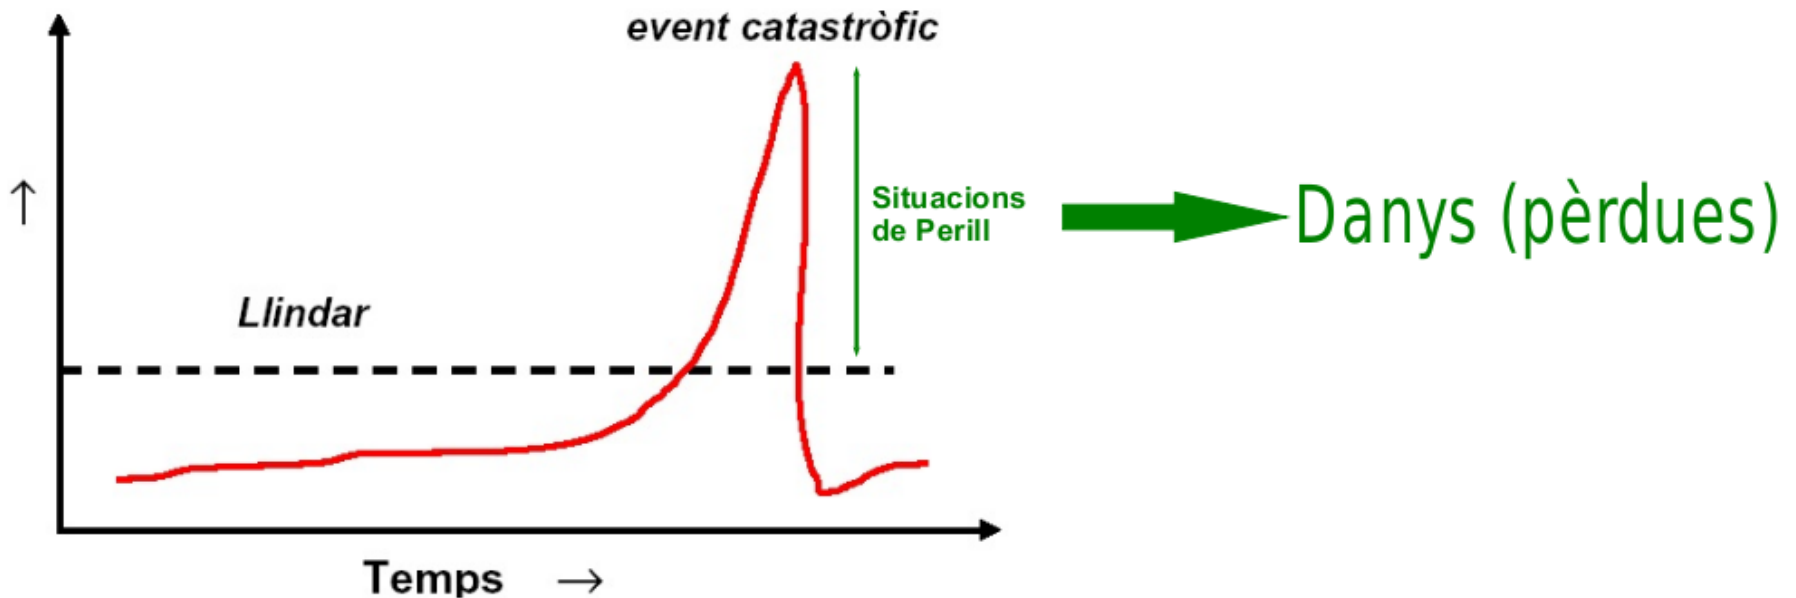 event catastròfic
↑
Situacions
de Perill
Danys (pèrdues)
Llindar
Temps →